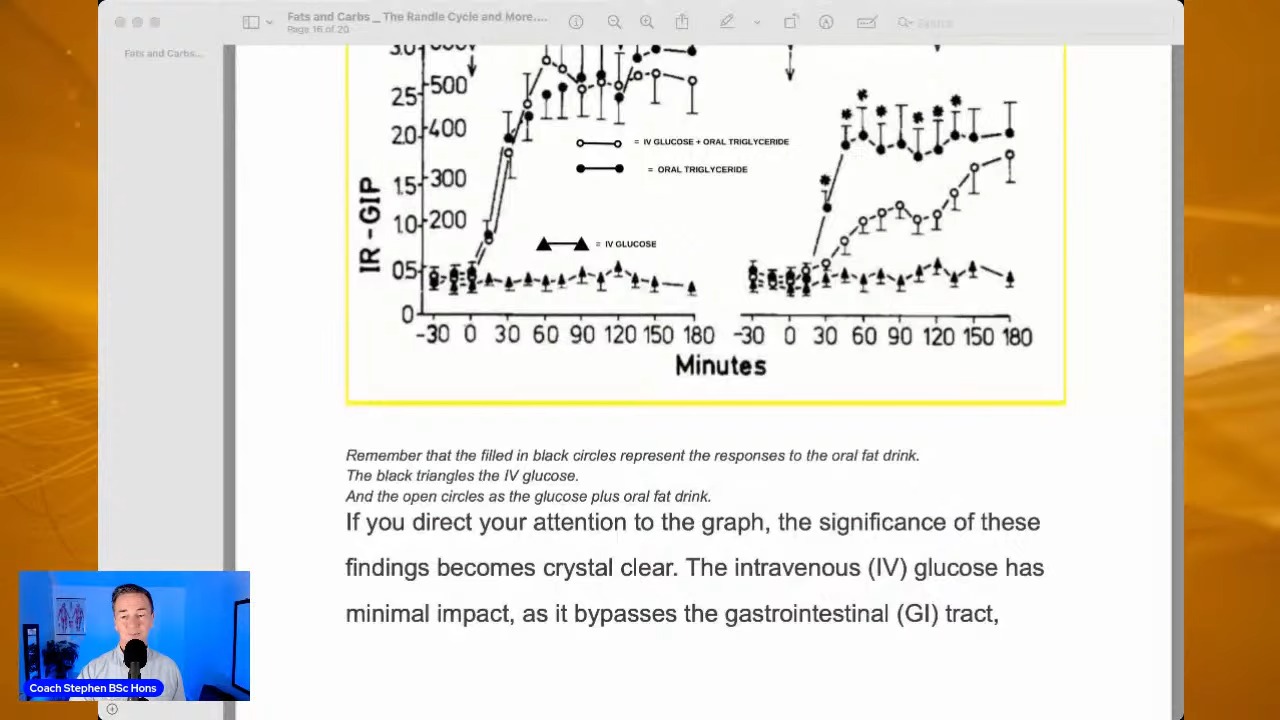 Fats and Carbs _ The Randle Cycle and More....
Page 16 of 20
Search
Fats and Carbs...
3.0
25 500
20 400
1.5 300
1.0 200
05
0
IR - GIP
= IV GLUCOSE + ORAL TRIGLYCERIDE
= ORAL TRIGLYCERIDE
= IV GLUCOSE
-30 0 30 60 90 120 150 180 -30 0 30 60 90 120 150 180
Minutes
Remember that the filled in black circles represent the responses to the oral fat drink.
The black triangles the IV glucose.
And the open circles as the glucose plus oral fat drink.
If you direct your attention to the graph, the significance of these
findings becomes crystal clear. The intravenous (IV) glucose has
minimal impact, as it bypasses the gastrointestinal (GI) tract,
Coach Stephen BSc Hons